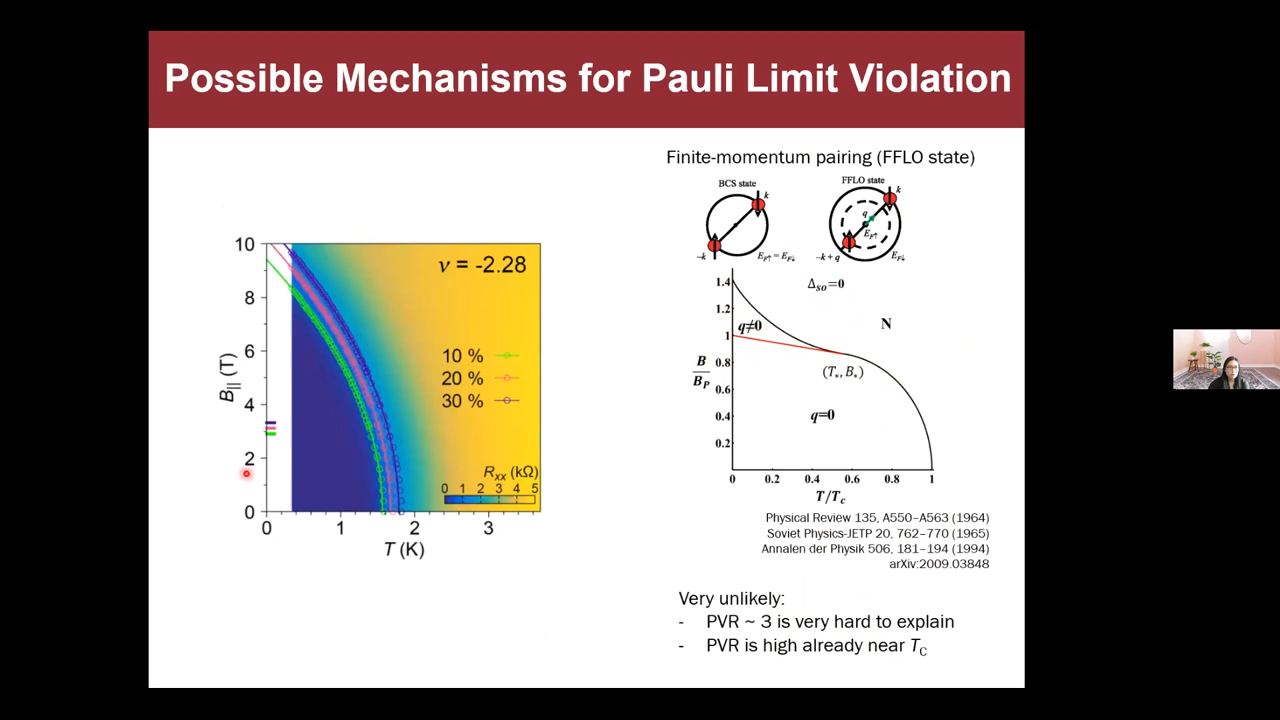 Possible Mechanisms for Pauli Limit Violation
Finite-momentum pairing (FFLO state)
BCS state
k
-k
E_F↑ = E_F↓
FFLO state
k
q
E_F↑
-k+q
E_F↓
10
8
6
4
2
0
B|| (T)
ν = -2.28
10 %
20 %
30 %
Rxx (kΩ)
0 1 2 3 4 5
0 1 2 3
T (K)
Δso=0
1.4
1.2
1
0.8
0.6
0.4
0.2
B
BP
q≠0
N
(T*, B*)
q=0
0 0.2 0.4 0.6 0.8 1
T/Tc
Physical Review 135, A550–A563 (1964)
Soviet Physics-JETP 20, 762–770 (1965)
Annalen der Physik 506, 181–194 (1994)
arXiv:2009.03848
Very unlikely:
- PVR ~ 3 is very hard to explain
- PVR is high already near TC